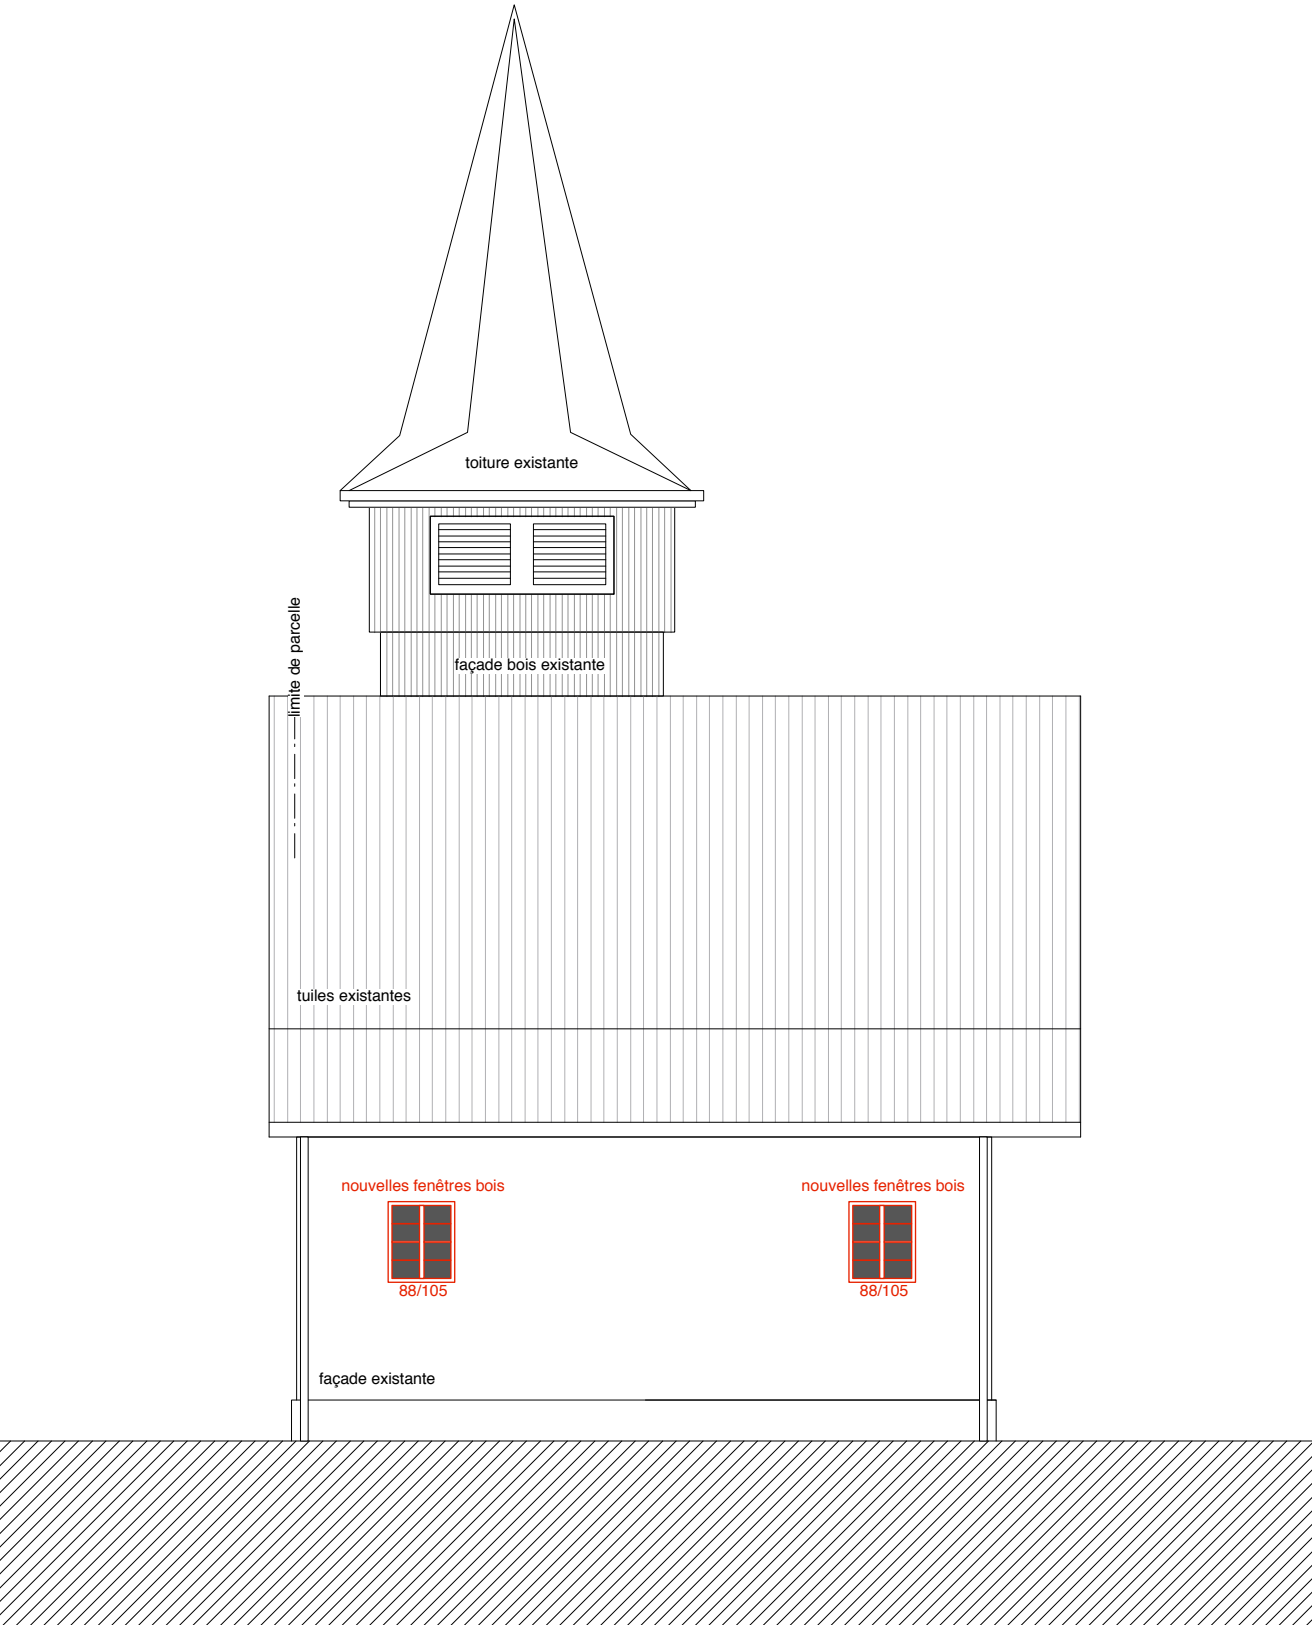 toiture existante
limite de parcelle
façade bois existante
tuiles existantes
nouvelles fenêtres bois
nouvelles fenêtres bois
88/105
88/105
façade existante